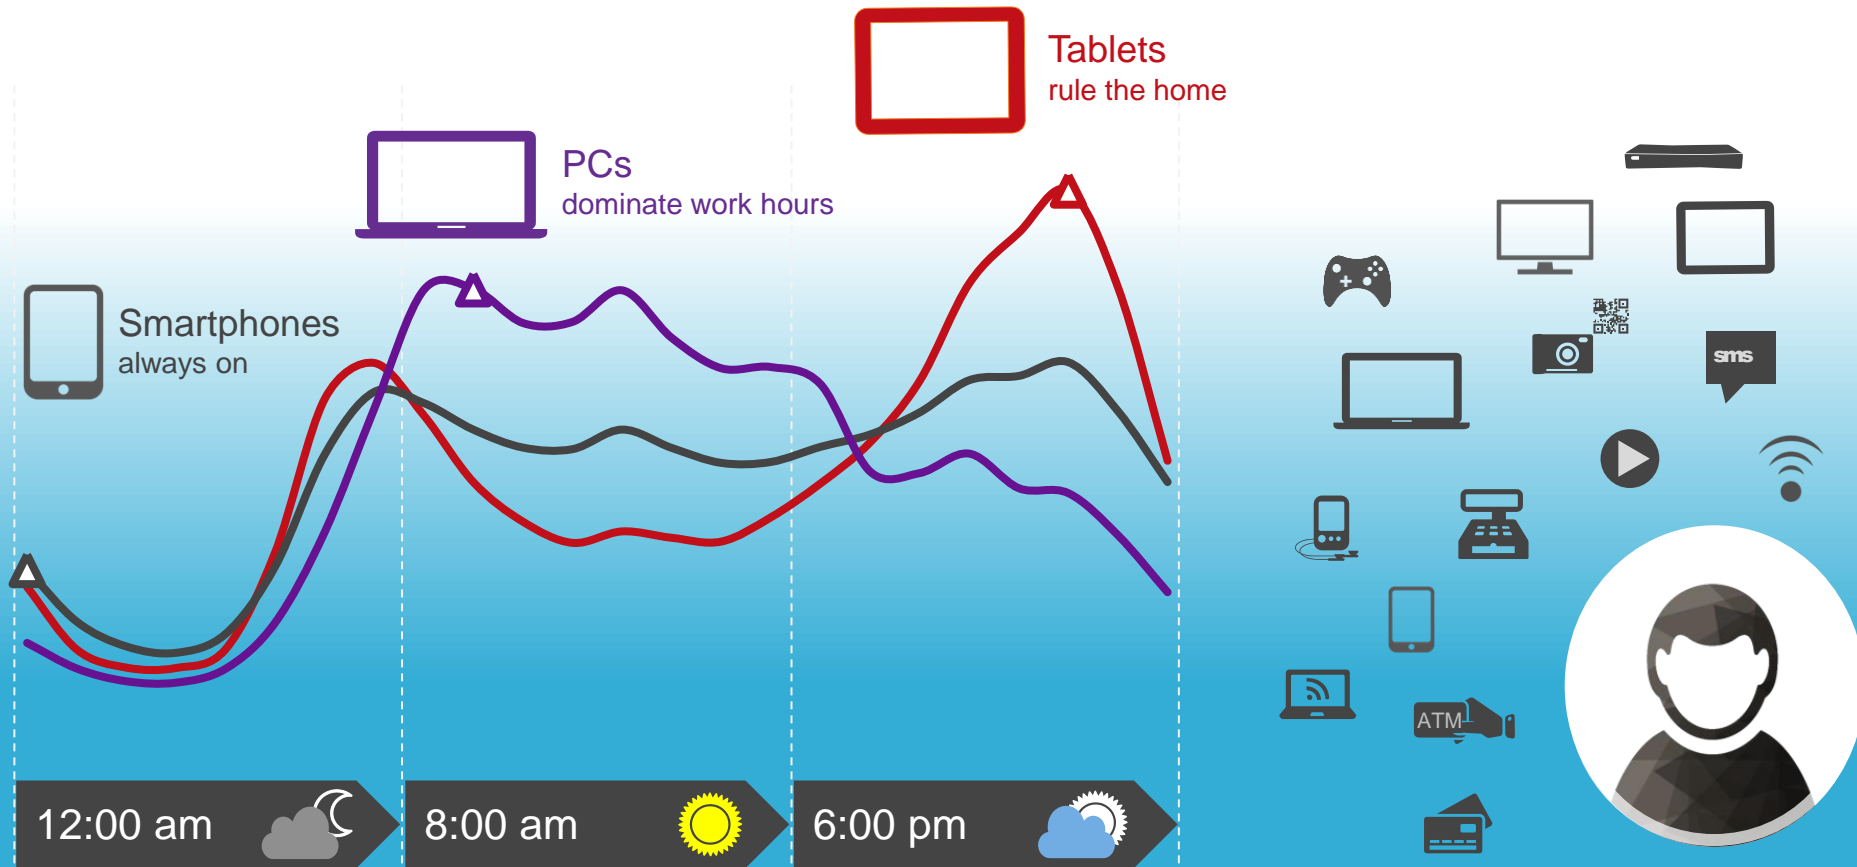 Tablets
rule the home
PCs
dominate work hours
Smartphones
always on
sms
ATM
12:00 am
8:00 am
6:00 pm